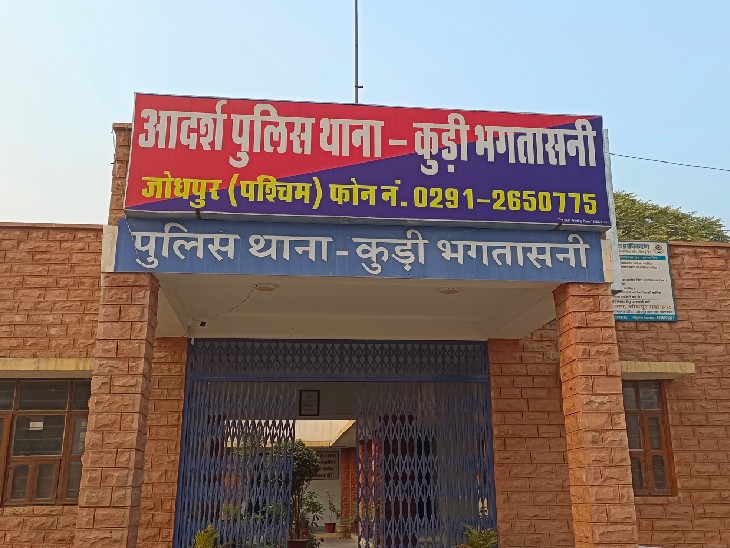 आदर्श पुलिस थाना – कुड़ी भगतासनी
जोधपुर (पश्चिम) फोन नं. 0291-2650775
पुलिस थाना - कुड़ी भगतासनी